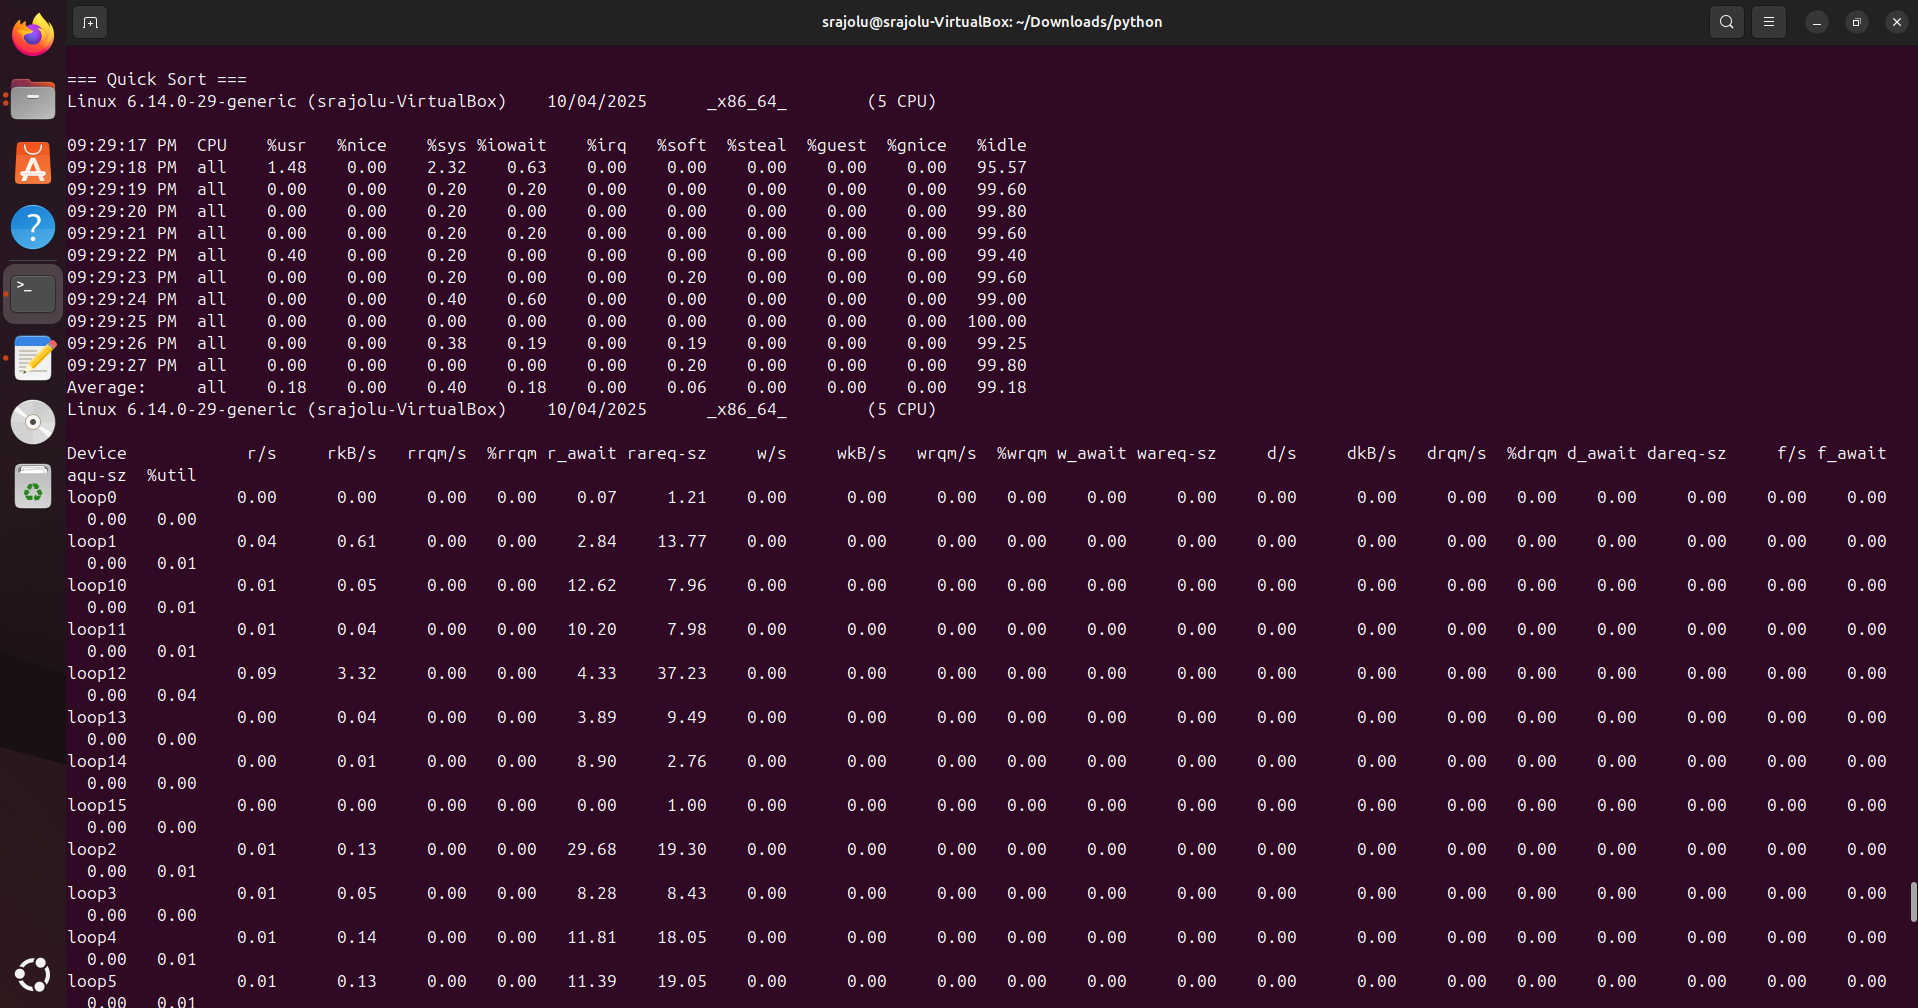 srajolu@srajolu-VirtualBox: ~/Downloads/python
=== Quick Sort ===
Linux 6.14.0-29-generic (srajolu-VirtualBox) 10/04/2025 _x86_64_ (5 CPU)
09:29:17 PM CPU %usr %nice %sys %iowait %irq %soft %steal %guest %gnice %idle
09:29:18 PM all 1.48 0.00 2.32 0.63 0.00 0.00 0.00 0.00 0.00 95.57
09:29:19 PM all 0.00 0.00 0.20 0.20 0.00 0.00 0.00 0.00 0.00 99.60
09:29:20 PM all 0.00 0.00 0.20 0.00 0.00 0.00 0.00 0.00 0.00 99.80
09:29:21 PM all 0.00 0.00 0.20 0.20 0.00 0.00 0.00 0.00 0.00 99.60
09:29:22 PM all 0.40 0.00 0.20 0.00 0.00 0.00 0.00 0.00 0.00 99.40
09:29:23 PM all 0.00 0.00 0.20 0.00 0.00 0.20 0.00 0.00 0.00 99.60
09:29:24 PM all 0.00 0.00 0.40 0.60 0.00 0.00 0.00 0.00 0.00 99.00
09:29:25 PM all 0.00 0.00 0.00 0.00 0.00 0.00 0.00 0.00 0.00 100.00
09:29:26 PM all 0.00 0.00 0.38 0.19 0.00 0.19 0.00 0.00 0.00 99.25
09:29:27 PM all 0.00 0.00 0.00 0.00 0.00 0.20 0.00 0.00 0.00 99.80
Average: all 0.18 0.00 0.40 0.18 0.00 0.06 0.00 0.00 0.00 99.18
Linux 6.14.0-29-generic (srajolu-VirtualBox) 10/04/2025 _x86_64_ (5 CPU)
Device r/s rkB/s rrqm/s %rrqm r_await rareq-sz w/s wkB/s wrqm/s %wrqm w_await wareq-sz d/s dkB/s drqm/s %drqm d_await dareq-sz f/s f_await
aqu-sz %util
loop0 0.00 0.00 0.00 0.00 0.07 1.21 0.00 0.00 0.00 0.00 0.00 0.00 0.00 0.00 0.00 0.00 0.00 0.00 0.00 0.00
0.00 0.00
loop1 0.04 0.61 0.00 0.00 2.84 13.77 0.00 0.00 0.00 0.00 0.00 0.00 0.00 0.00 0.00 0.00 0.00 0.00 0.00 0.00
0.00 0.01
loop10 0.01 0.05 0.00 0.00 12.62 7.96 0.00 0.00 0.00 0.00 0.00 0.00 0.00 0.00 0.00 0.00 0.00 0.00 0.00 0.00
0.00 0.01
loop11 0.01 0.04 0.00 0.00 10.20 7.98 0.00 0.00 0.00 0.00 0.00 0.00 0.00 0.00 0.00 0.00 0.00 0.00 0.00 0.00
0.00 0.01
loop12 0.09 3.32 0.00 0.00 4.33 37.23 0.00 0.00 0.00 0.00 0.00 0.00 0.00 0.00 0.00 0.00 0.00 0.00 0.00 0.00
0.00 0.04
loop13 0.00 0.04 0.00 0.00 3.89 9.49 0.00 0.00 0.00 0.00 0.00 0.00 0.00 0.00 0.00 0.00 0.00 0.00 0.00 0.00
0.00 0.00
loop14 0.00 0.01 0.00 0.00 8.90 2.76 0.00 0.00 0.00 0.00 0.00 0.00 0.00 0.00 0.00 0.00 0.00 0.00 0.00 0.00
0.00 0.00
loop15 0.00 0.00 0.00 0.00 0.00 1.00 0.00 0.00 0.00 0.00 0.00 0.00 0.00 0.00 0.00 0.00 0.00 0.00 0.00 0.00
0.00 0.00
loop2 0.01 0.13 0.00 0.00 29.68 19.30 0.00 0.00 0.00 0.00 0.00 0.00 0.00 0.00 0.00 0.00 0.00 0.00 0.00 0.00
0.00 0.01
loop3 0.01 0.05 0.00 0.00 8.28 8.43 0.00 0.00 0.00 0.00 0.00 0.00 0.00 0.00 0.00 0.00 0.00 0.00 0.00 0.00
0.00 0.00
loop4 0.01 0.14 0.00 0.00 11.81 18.05 0.00 0.00 0.00 0.00 0.00 0.00 0.00 0.00 0.00 0.00 0.00 0.00 0.00 0.00
0.00 0.01
loop5 0.01 0.13 0.00 0.00 11.39 19.05 0.00 0.00 0.00 0.00 0.00 0.00 0.00 0.00 0.00 0.00 0.00 0.00 0.00 0.00
0.00 0.01